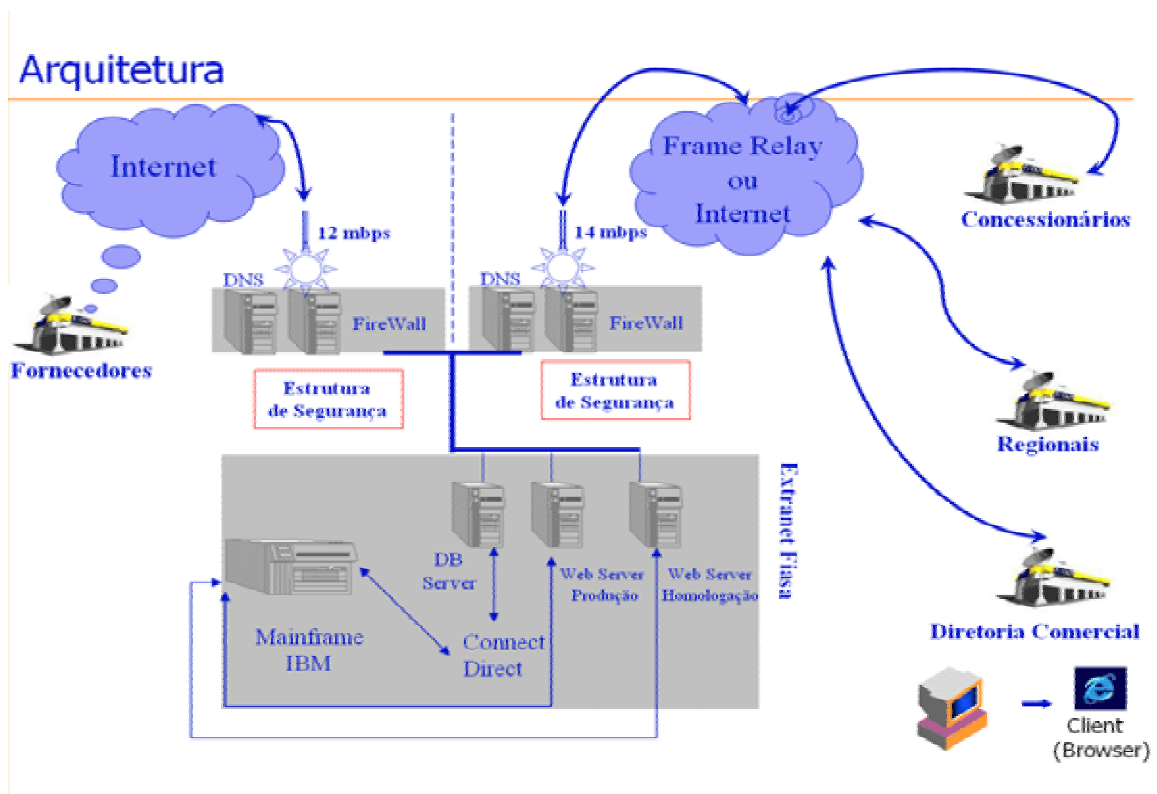 Arquitetura
Internet
Frame Relay
ou
Internet
Concessionários
12 mbps
14 mbps
DNS
FireWall
DNS
FireWall
Fornecedores
Estrutura
de Segurança
Estrutura
de Segurança
Regionais
Extranet Fiasa
DB
Server
Web Server
Produção
Web Server
Homologação
Mainframe
IBM
Connect
Direct
Diretoria Comercial
Client
(Browser)